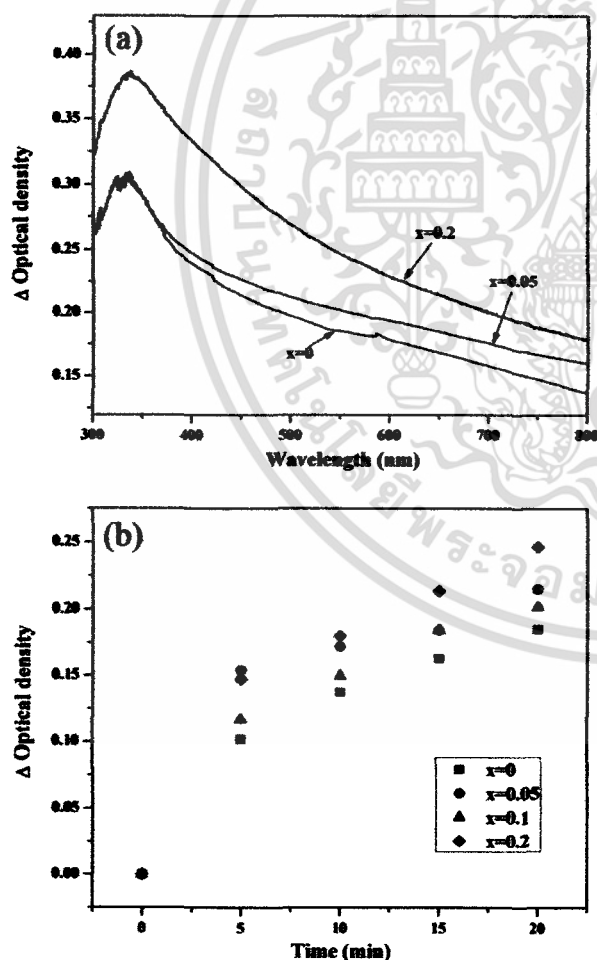 (a)
0.40
0.35
0.30
0.25
0.20
0.15
Δ Optical density
x=0.2
x=0.05
x=0
300
400
500
600
700
800
Wavelength (nm)
(b)
0.25
0.20
0.15
0.10
0.05
0.00
Δ Optical density
x=0
x=0.05
x=0.1
x=0.2
0
5
10
15
20
Time (min)